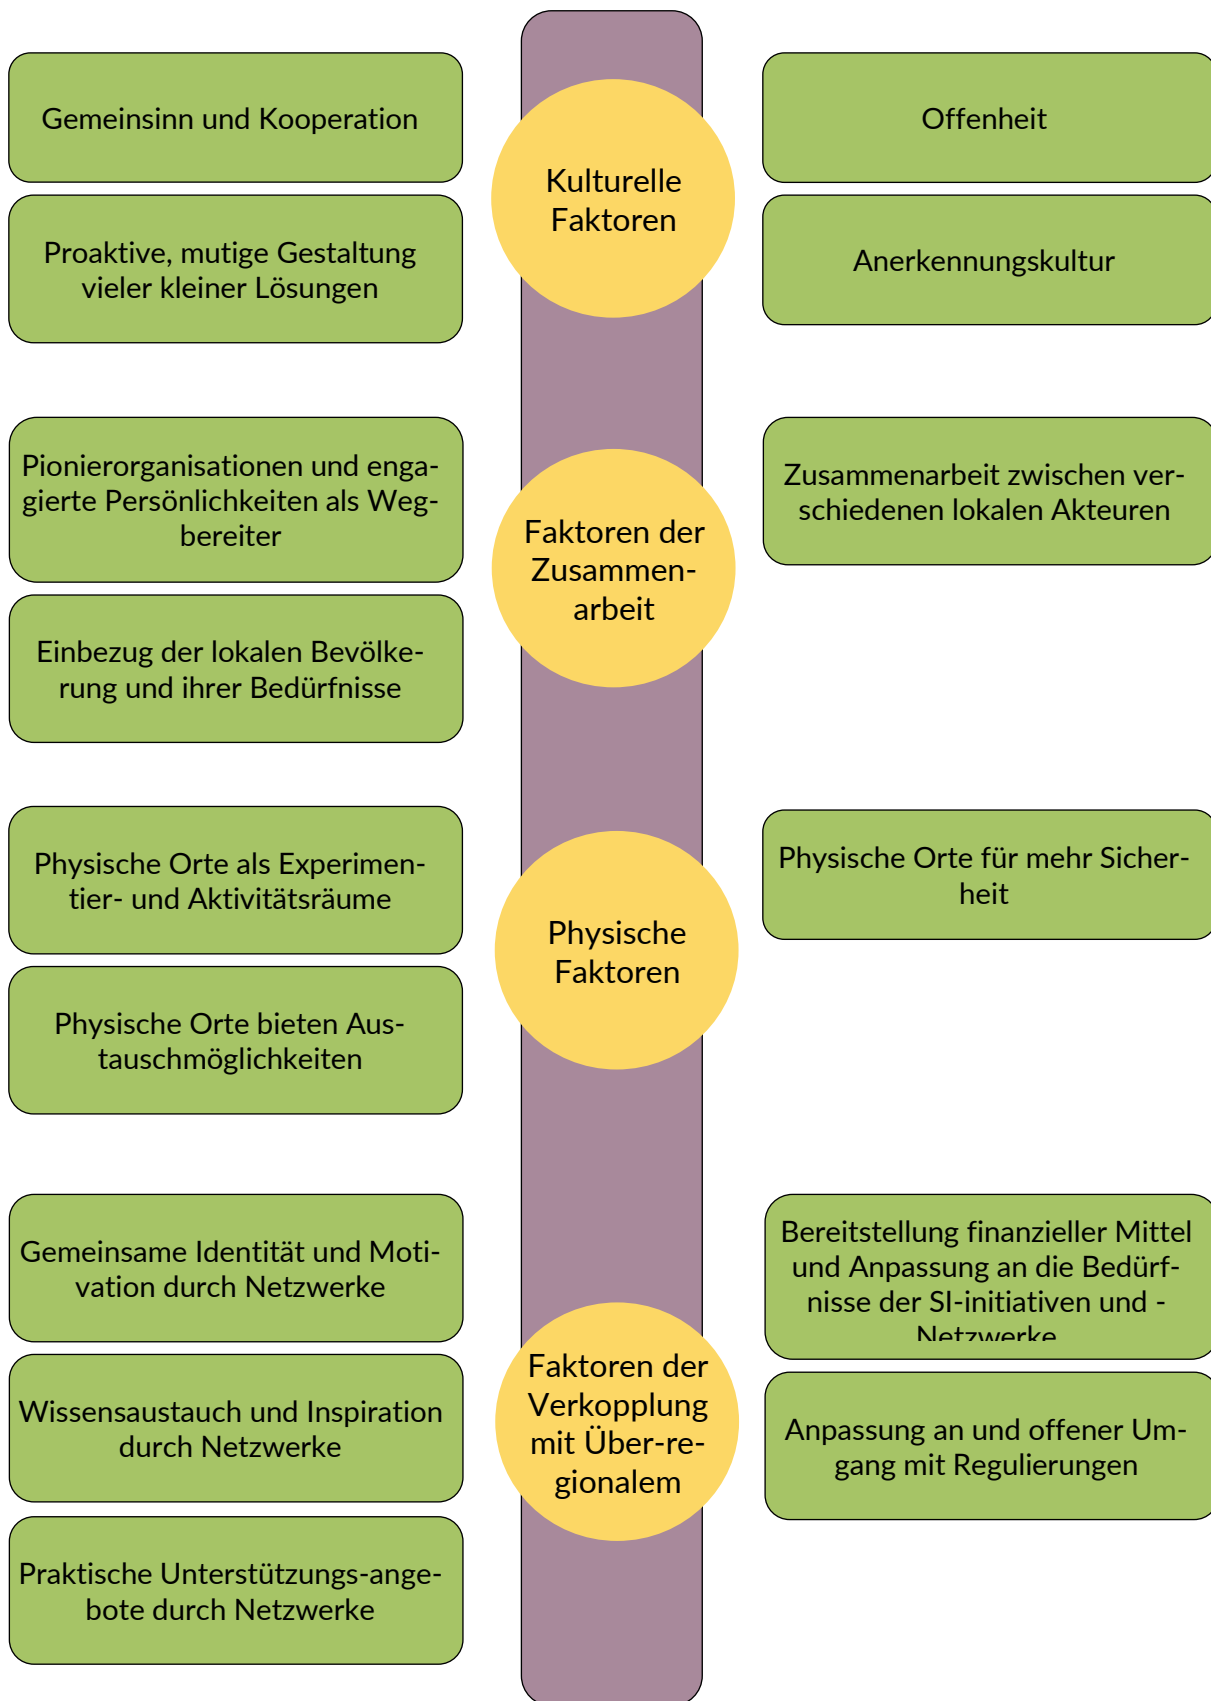 Gemeinsinn und Kooperation
Proaktive, mutige Gestaltung
vieler kleiner Lösungen
Kulturelle
Faktoren
Offenheit
Anerkennungskultur
Pionierorganisationen und enga-
gierte Persönlichkeiten als Weg-
bereiter
Einbezug der lokalen Bevölke-
rung und ihrer Bedürfnisse
Faktoren der
Zusammen-
arbeit
Zusammenarbeit zwischen ver-
schiedenen lokalen Akteuren
Physische Orte als Experimen-
tier- und Aktivitätsräume
Physische Orte bieten Aus-
tauschmöglichkeiten
Physische
Faktoren
Physische Orte für mehr Sicher-
heit
Gemeinsame Identität und Moti-
vation durch Netzwerke
Wissensaustauch und Inspiration
durch Netzwerke
Praktische Unterstützungs-ange-
bote durch Netzwerke
Faktoren der
Verkopplung
mit Über-re-
gionalem
Bereitstellung finanzieller Mittel
und Anpassung an die Bedürf-
nisse der SI-initiativen und -
Netzwerke
Anpassung an und offener Um-
gang mit Regulierungen